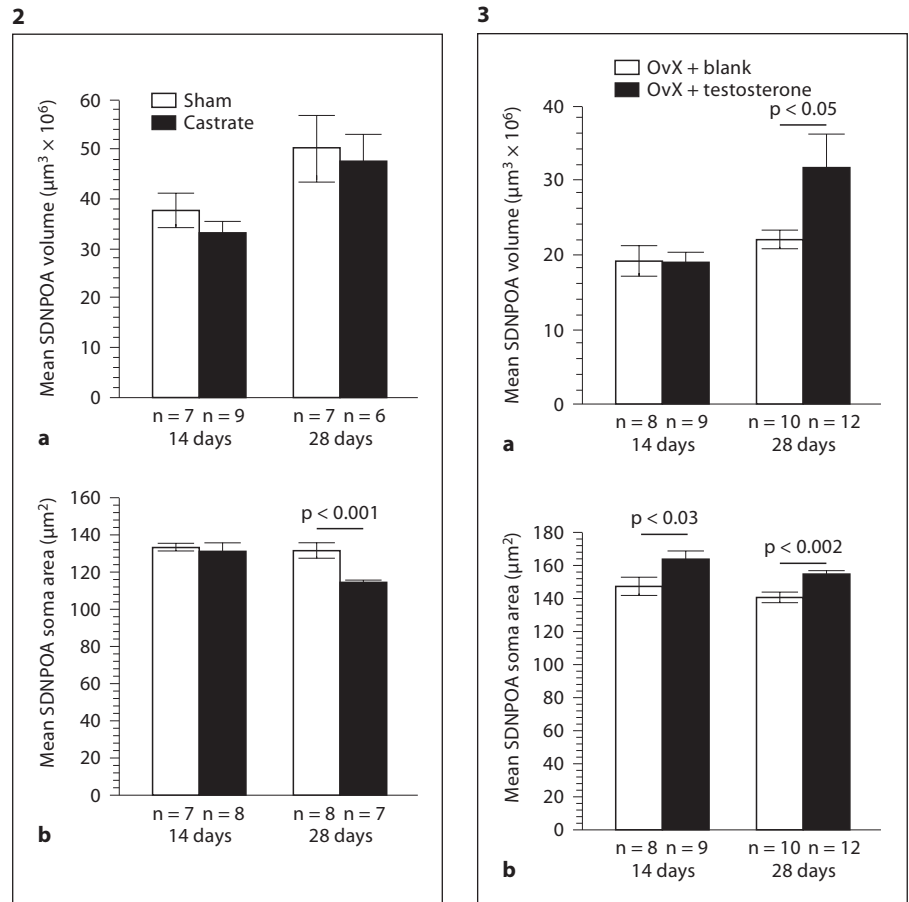 2
Sham
Castrate
Mean SDNPOA volume (µm³ × 10⁶)
60
50
40
30
20
10
0
n = 7 n = 9
n = 7 n = 6
14 days
28 days
a
Mean SDNPOA soma area (µm²)
160
140
120
100
80
60
40
20
0
p < 0.001
n = 7 n = 8
n = 8 n = 7
14 days
28 days
b
3
OvX + blank
OvX + testosterone
Mean SDNPOA volume (µm³ × 10⁶)
40
30
20
10
0
p < 0.05
n = 8 n = 9
n = 10 n = 12
14 days
28 days
a
Mean SDNPOA soma area (µm²)
180
160
140
120
100
80
60
40
20
0
p < 0.03
p < 0.002
n = 8 n = 9
n = 10 n = 12
14 days
28 days
b